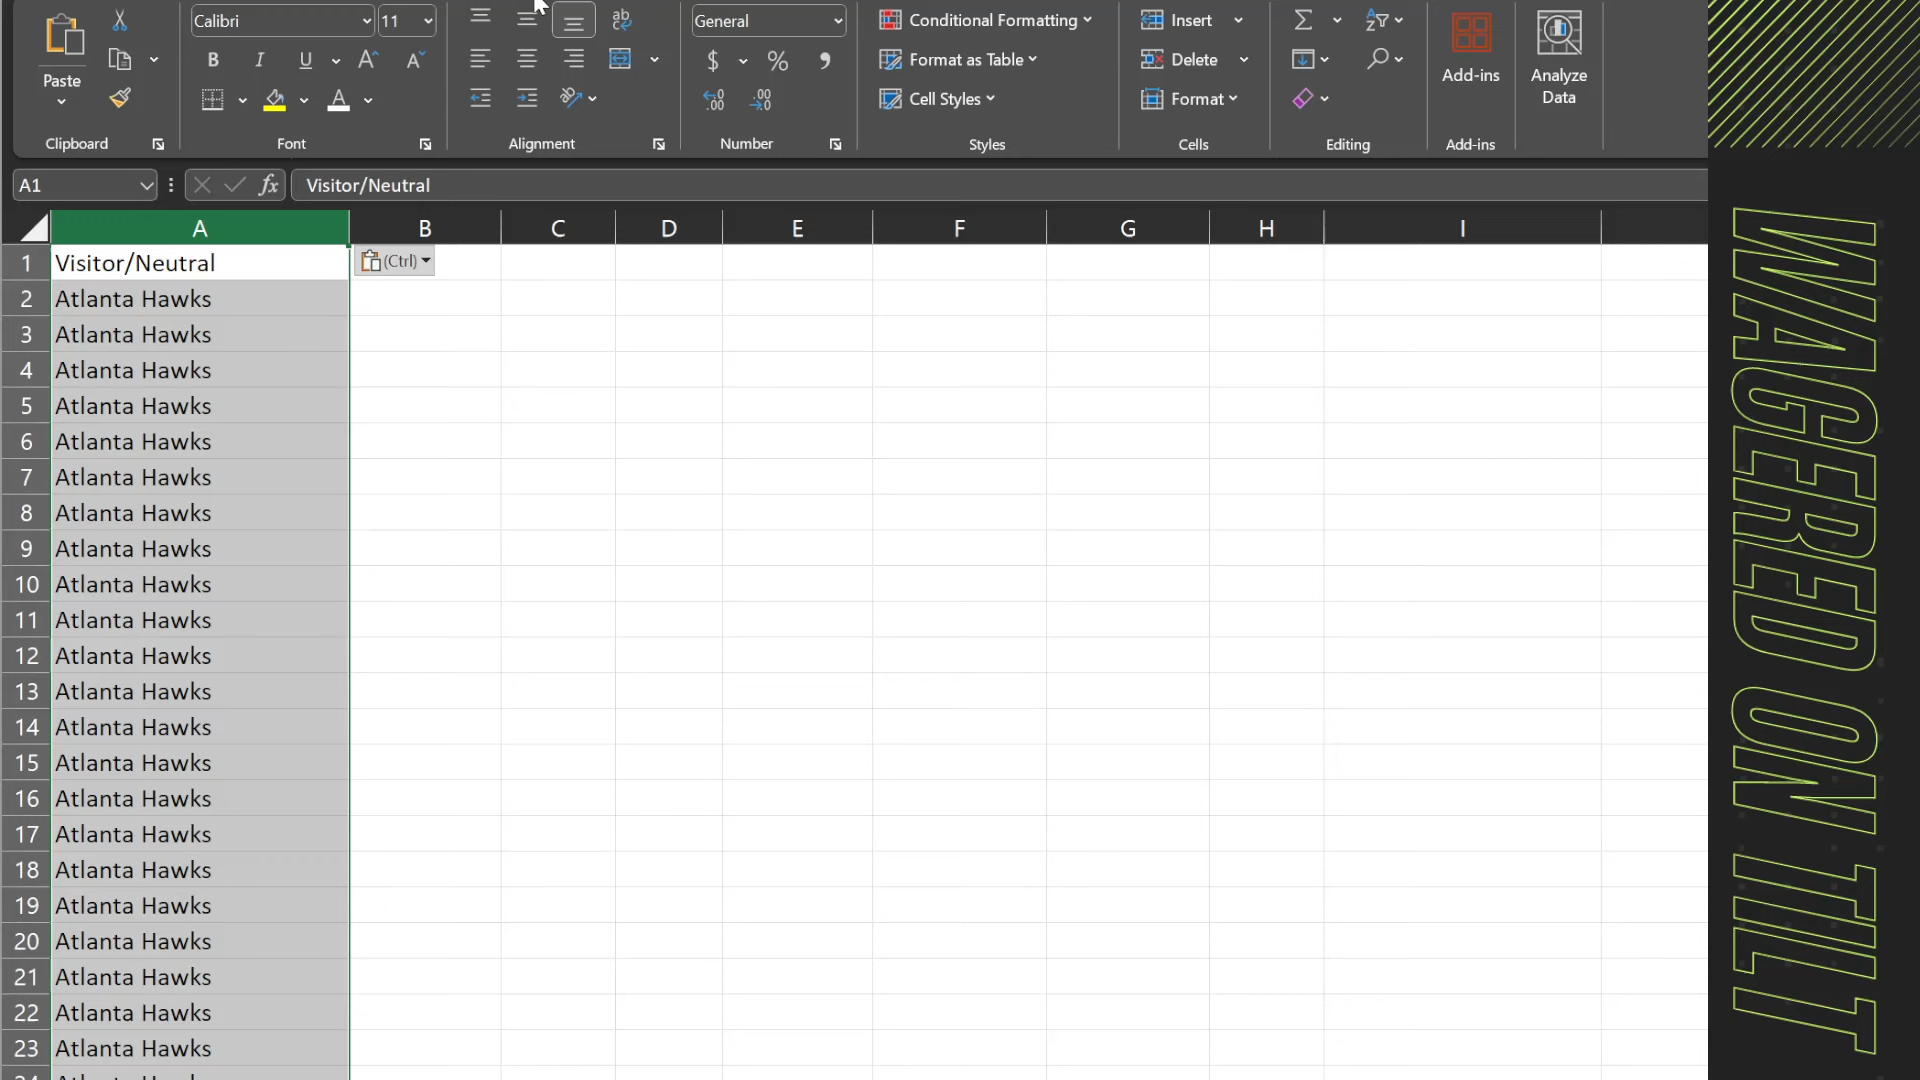 Calibri 11 ab General Conditional Formatting Insert Σ
Paste B I U A A $ % Format as Table Delete Add-ins Analyze Data
A Cell Styles Format
Clipboard Font Alignment Number Styles Cells Editing Add-ins
A1 fx Visitor/Neutral
A B C D E F G H I
1 Visitor/Neutral (Ctrl)
2 Atlanta Hawks
3 Atlanta Hawks
4 Atlanta Hawks
5 Atlanta Hawks
6 Atlanta Hawks
7 Atlanta Hawks
8 Atlanta Hawks
9 Atlanta Hawks
10 Atlanta Hawks
11 Atlanta Hawks
12 Atlanta Hawks
13 Atlanta Hawks
14 Atlanta Hawks
15 Atlanta Hawks
16 Atlanta Hawks
17 Atlanta Hawks
18 Atlanta Hawks
19 Atlanta Hawks
20 Atlanta Hawks
21 Atlanta Hawks
22 Atlanta Hawks
23 Atlanta Hawks
WAGERED ON TILT